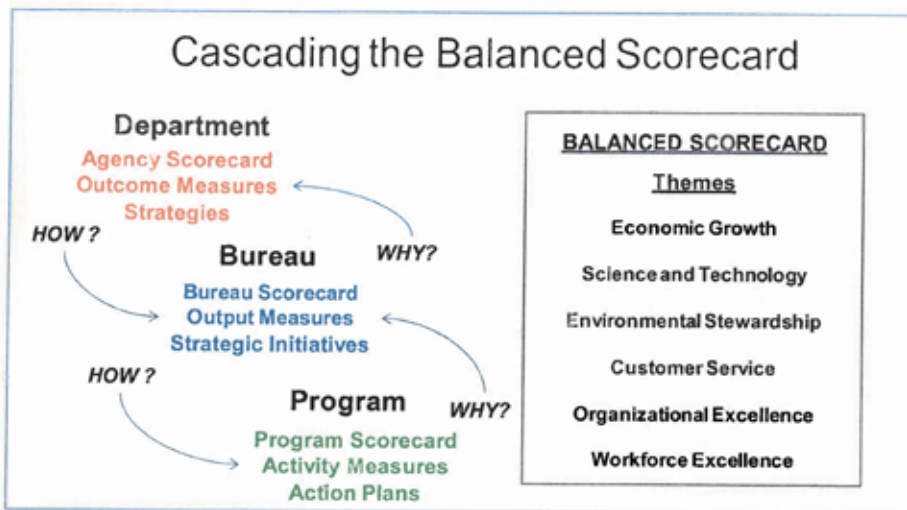 Cascading the Balanced Scorecard
Department
Agency Scorecard
Outcome Measures
Strategies
HOW ?
WHY?
Bureau
Bureau Scorecard
Output Measures
Strategic Initiatives
HOW ?
WHY?
Program
Program Scorecard
Activity Measures
Action Plans
BALANCED SCORECARD
Themes
Economic Growth
Science and Technology
Environmental Stewardship
Customer Service
Organizational Excellence
Workforce Excellence